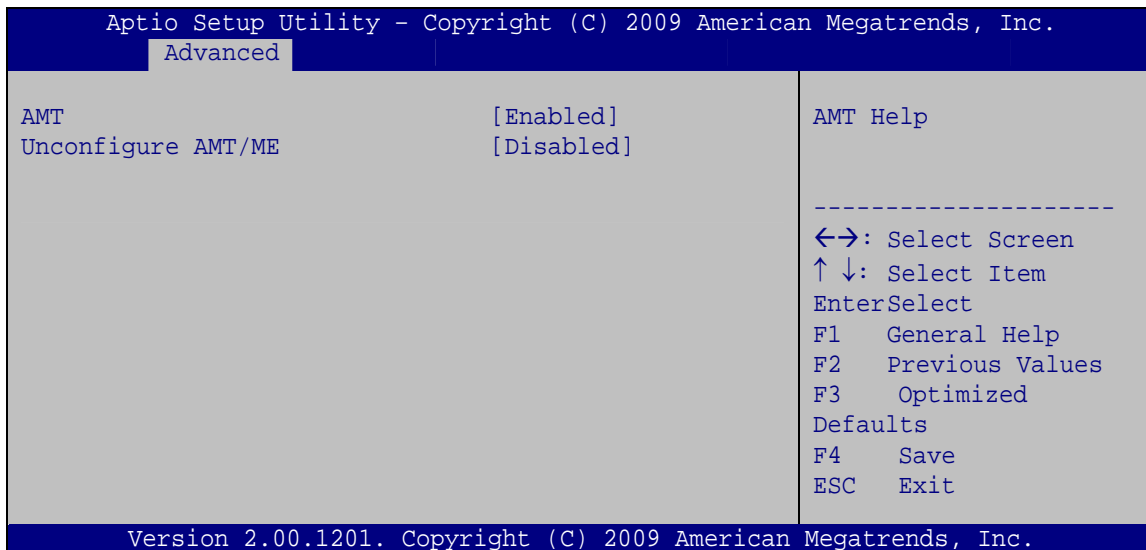 Aptio Setup Utility – Copyright (C) 2009 American Megatrends, Inc.
Advanced
AMT [Enabled]
Unconfigure AMT/ME [Disabled]
AMT Help
---------------------
←→: Select Screen
↑ ↓: Select Item
EnterSelect
F1 General Help
F2 Previous Values
F3 Optimized
Defaults
F4 Save
ESC Exit
Version 2.00.1201. Copyright (C) 2009 American Megatrends, Inc.